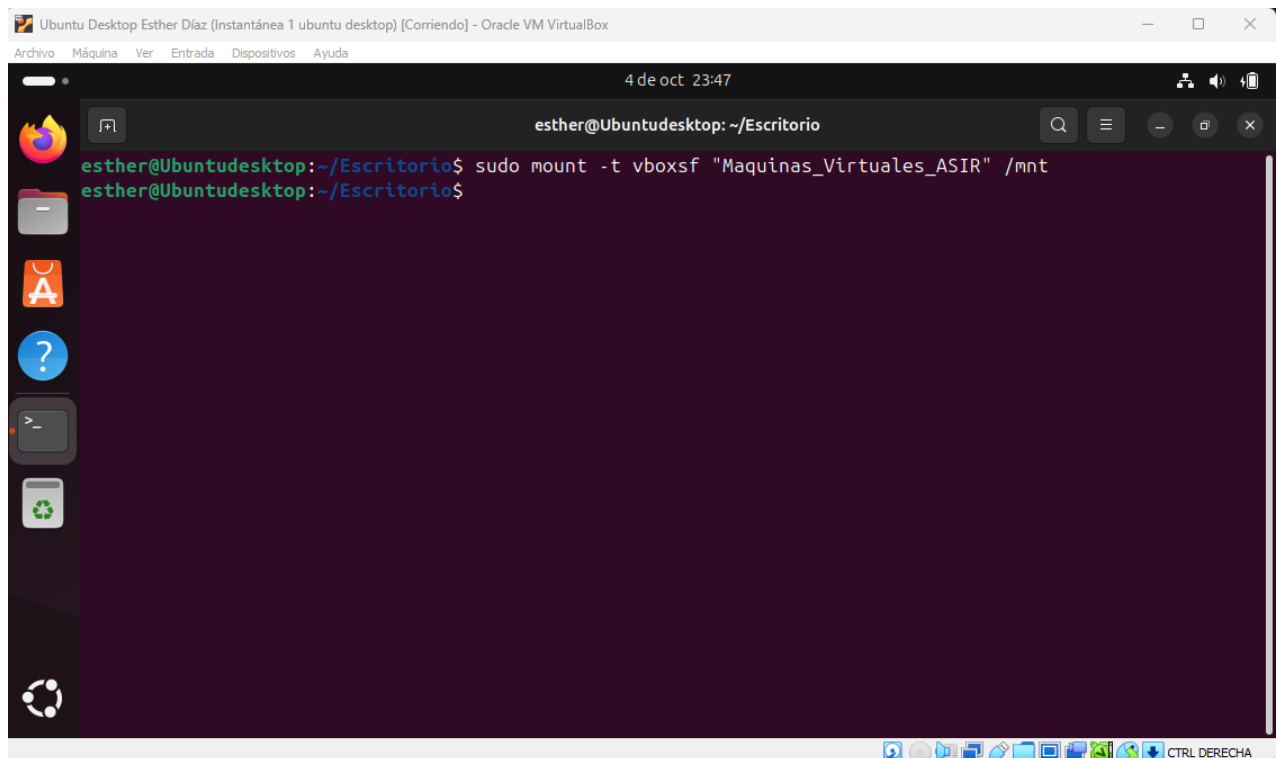 Ubuntu Desktop Esther Díaz (Instantánea 1 ubuntu desktop) [Corriendo] - Oracle VM VirtualBox
Archivo Máquina Ver Entrada Dispositivos Ayuda
4 de oct 23:47
esther@Ubuntudesktop: ~/Escritorio
esther@Ubuntudesktop:~/Escritorio$ sudo mount -t vboxsf "Maquinas_Virtuales_ASIR" /mnt
esther@Ubuntudesktop:~/Escritorio$
CTRL DERECHA